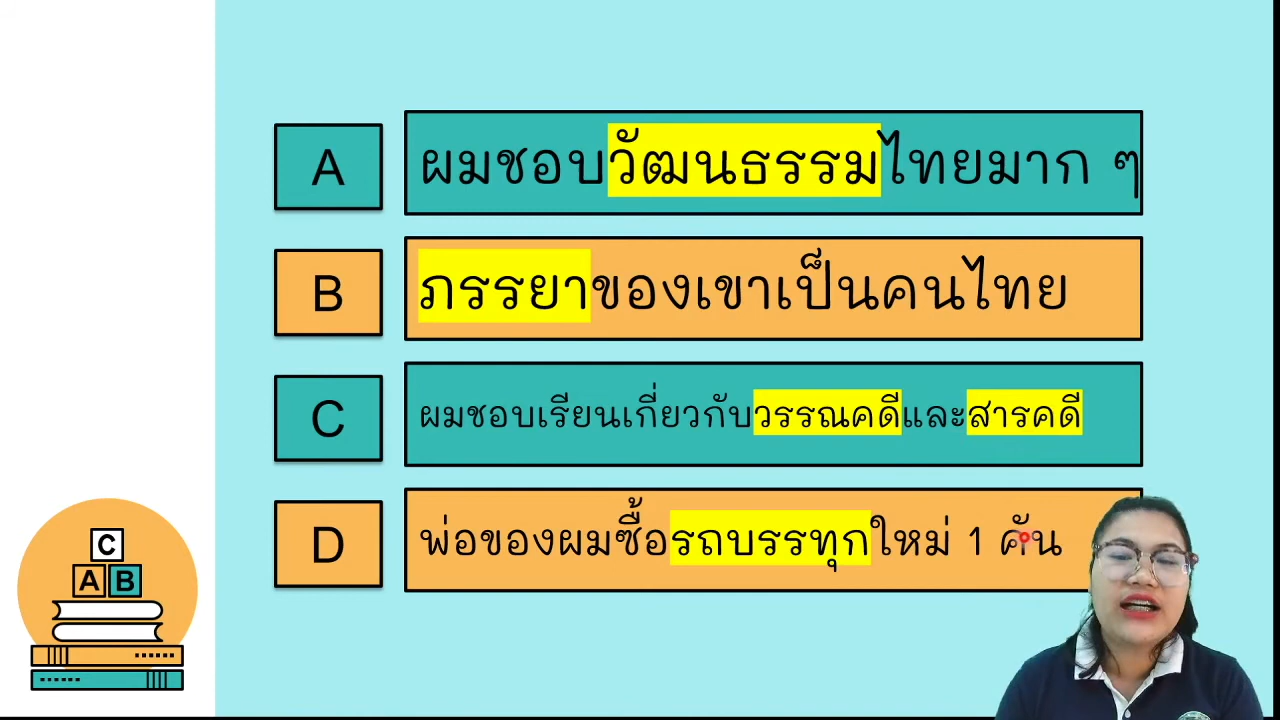 A
ผมชอบวัฒนธรรมไทยมาก ๆ
B
ภรรยาของเขาเป็นคนไทย
C
ผมชอบเรียนเกี่ยวกับวรรณคดีและสารคดี
D
พ่อของผมซื้อรถบรรทุกใหม่ 1 คัน
C
A B